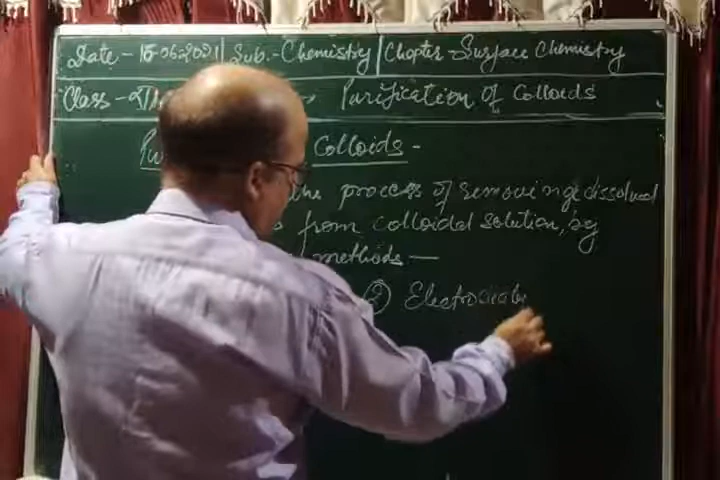 Date - 15-06-2021 | Sub.- Chemistry | Chapter - Surface Chemistry
Class - Purification of Colloids
Colloids -
the process of removing dissolved
from colloidal solution, by
methods —
② Electrodialy